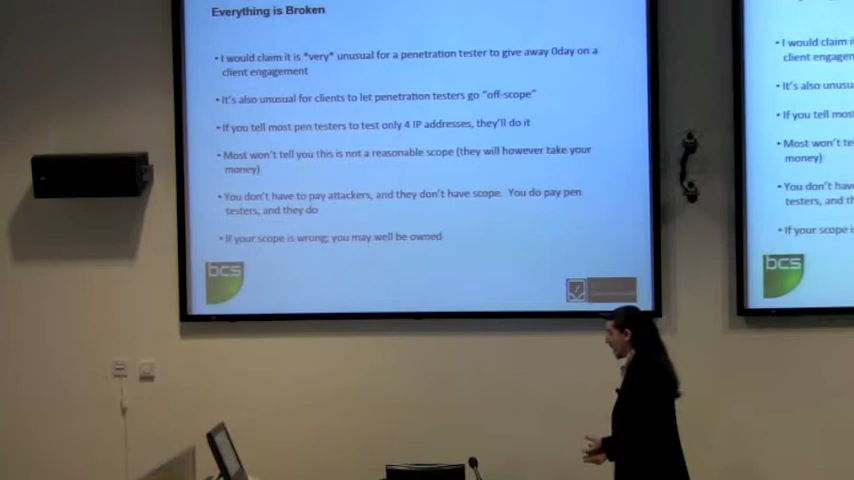 Everything is Broken
• I would claim it is *very* unusual for a penetration tester to give away 0day on a
client engagement
• It's also unusual for clients to let penetration testers go "off-scope"
• If you tell most pen testers to test only 4 IP addresses, they'll do it
• Most won't tell you this is not a reasonable scope (they will however take your
money)
• You don't have to pay attackers, and they don't have scope. You do pay pen
testers, and they do
• If your scope is wrong; you may well be owned
bcs
• I would claim
client engagem
• It's also unusua
• If you tell most
• Most won't te
money)
• You don't have
testers, and th
• If your scope is
bcs